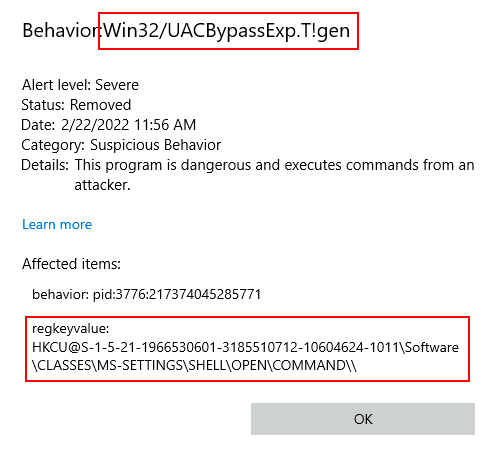 Behavior:Win32/UACBypassExp.T!gen
Alert level: Severe
Status: Removed
Date: 2/22/2022 11:56 AM
Category: Suspicious Behavior
Details: This program is dangerous and executes commands from an
attacker.
Learn more
Affected items:
behavior: pid:3776:217374045285771
regkeyvalue:
HKCU@S-1-5-21-1966530601-3185510712-10604624-1011\Software
\CLASSES\MS-SETTINGS\SHELL\OPEN\COMMAND\\
OK